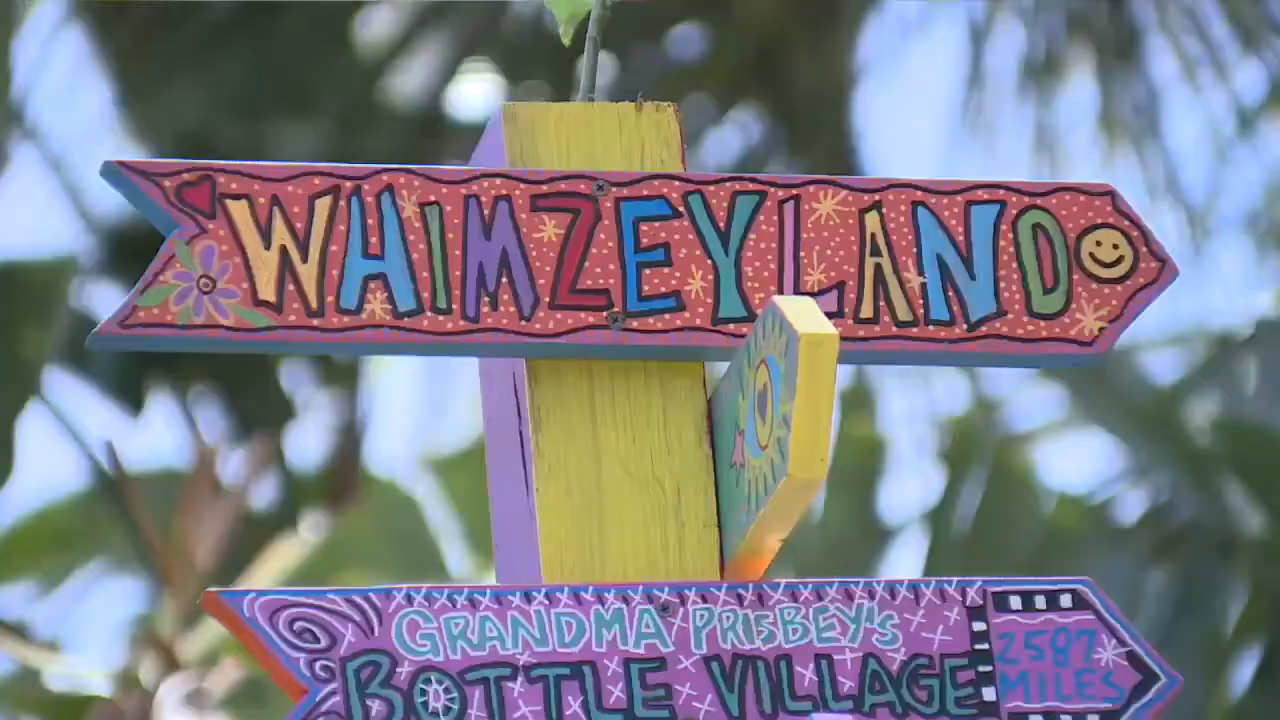 WHIMZEYLAND
GRANDMA PRISBEY'S
BOTTLE VILLAGE
2587
MILES